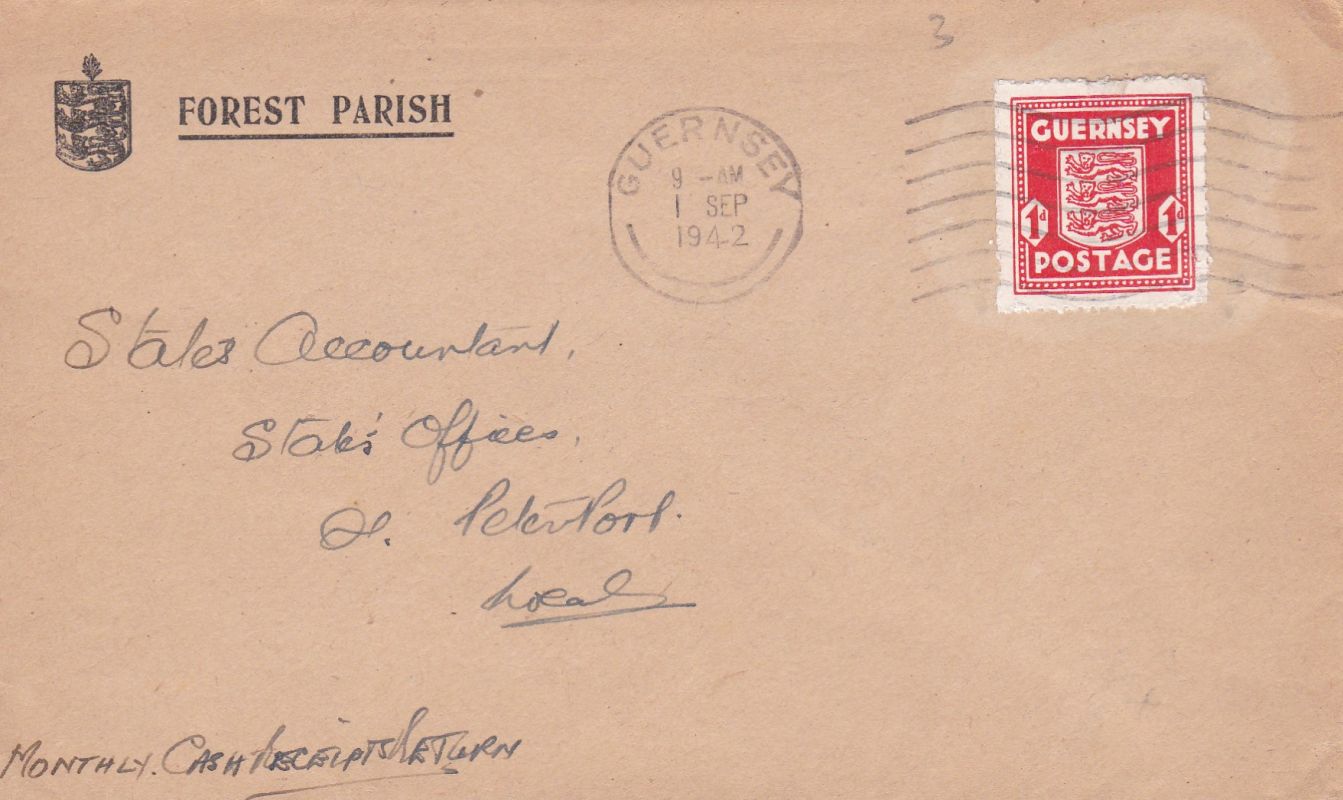 3
FOREST PARISH
GUERNSEY
9 - AM
1 SEP
1942
GUERNSEY
1d 1d
POSTAGE
States Accountant,
State's Offices,
St. Peter Port.
Local
MONTHLY. CASH RECEIPTS RETURN